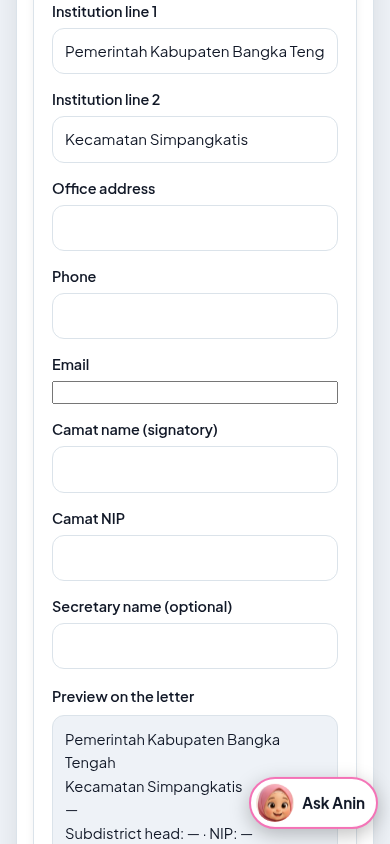 Institution line 1
Pemerintah Kabupaten Bangka Teng
Institution line 2
Kecamatan Simpangkatis
Office address
Phone
Email
Camat name (signatory)
Camat NIP
Secretary name (optional)
Preview on the letter
Pemerintah Kabupaten Bangka
Tengah
Kecamatan Simpangkatis
—
Subdistrict head: — · NIP: —
Ask Anin